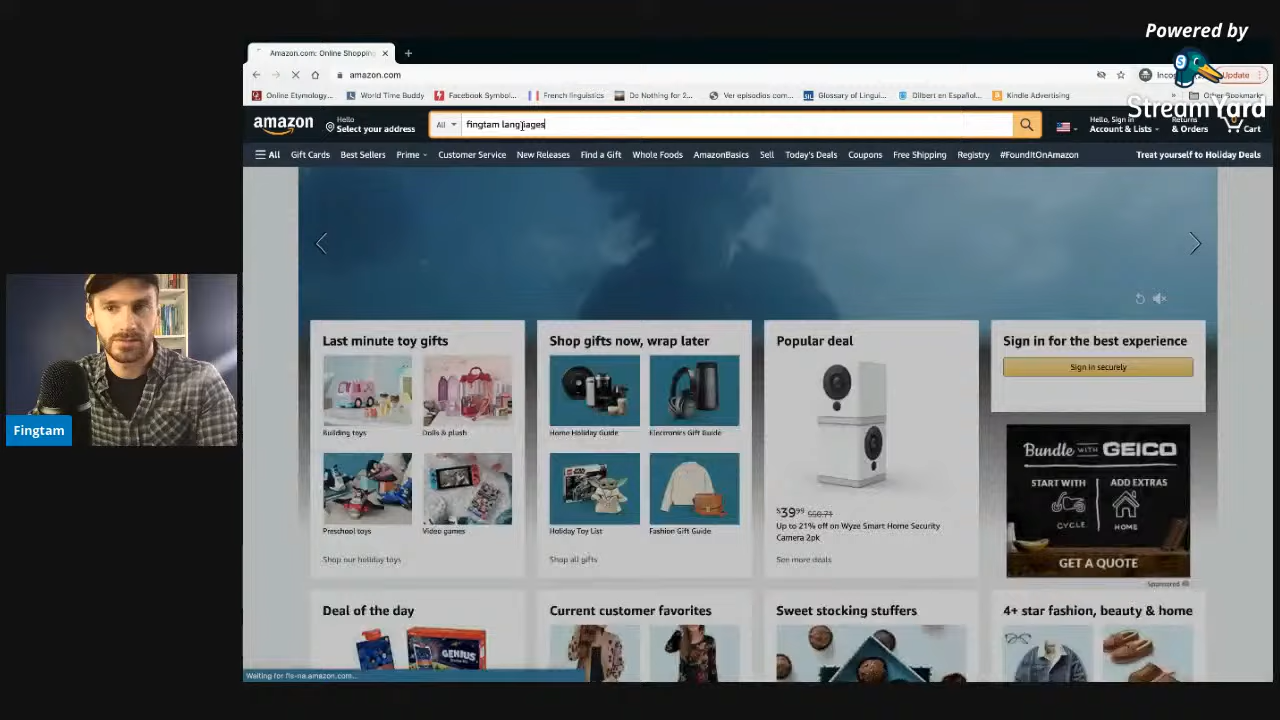 Powered by
StreamYard
Amazon.com: Online Shopping
amazon.com
Update
Online Etymology...
World Time Buddy
Facebook Symbol...
French linguistics
Do Nothing for 2...
Ver episodios com...
Glossary of Lingui...
Dilbert en Español...
Kindle Advertising
Other Bookmarks
amazon
Hello
Select your address
All
fingtam languages
Hello, Sign in
Account & Lists
Returns
& Orders
Cart
All
Gift Cards
Best Sellers
Prime
Customer Service
New Releases
Find a Gift
Whole Foods
AmazonBasics
Sell
Today's Deals
Coupons
Free Shipping
Registry
#FoundItOnAmazon
Treat yourself to Holiday Deals
Last minute toy gifts
Building toys
Dolls & plush
Preschool toys
Video games
Shop our holiday toys
Shop gifts now, wrap later
Home Holiday Guide
Electronics Gift Guide
Holiday Toy List
Fashion Gift Guide
Shop all gifts
Popular deal
$39.99 $50.71
Up to 21% off on Wyze Smart Home Security
Camera 2pk
See more deals
Sign in for the best experience
Sign in securely
Bundle WITH GEICO
START WITH
CYCLE
ADD EXTRAS
HOME
GET A QUOTE
Sponsored
Deal of the day
GENIUS
Current customer favorites
Sweet stocking stuffers
4+ star fashion, beauty & home
Waiting for fls-na.amazon.com...
Fingtam